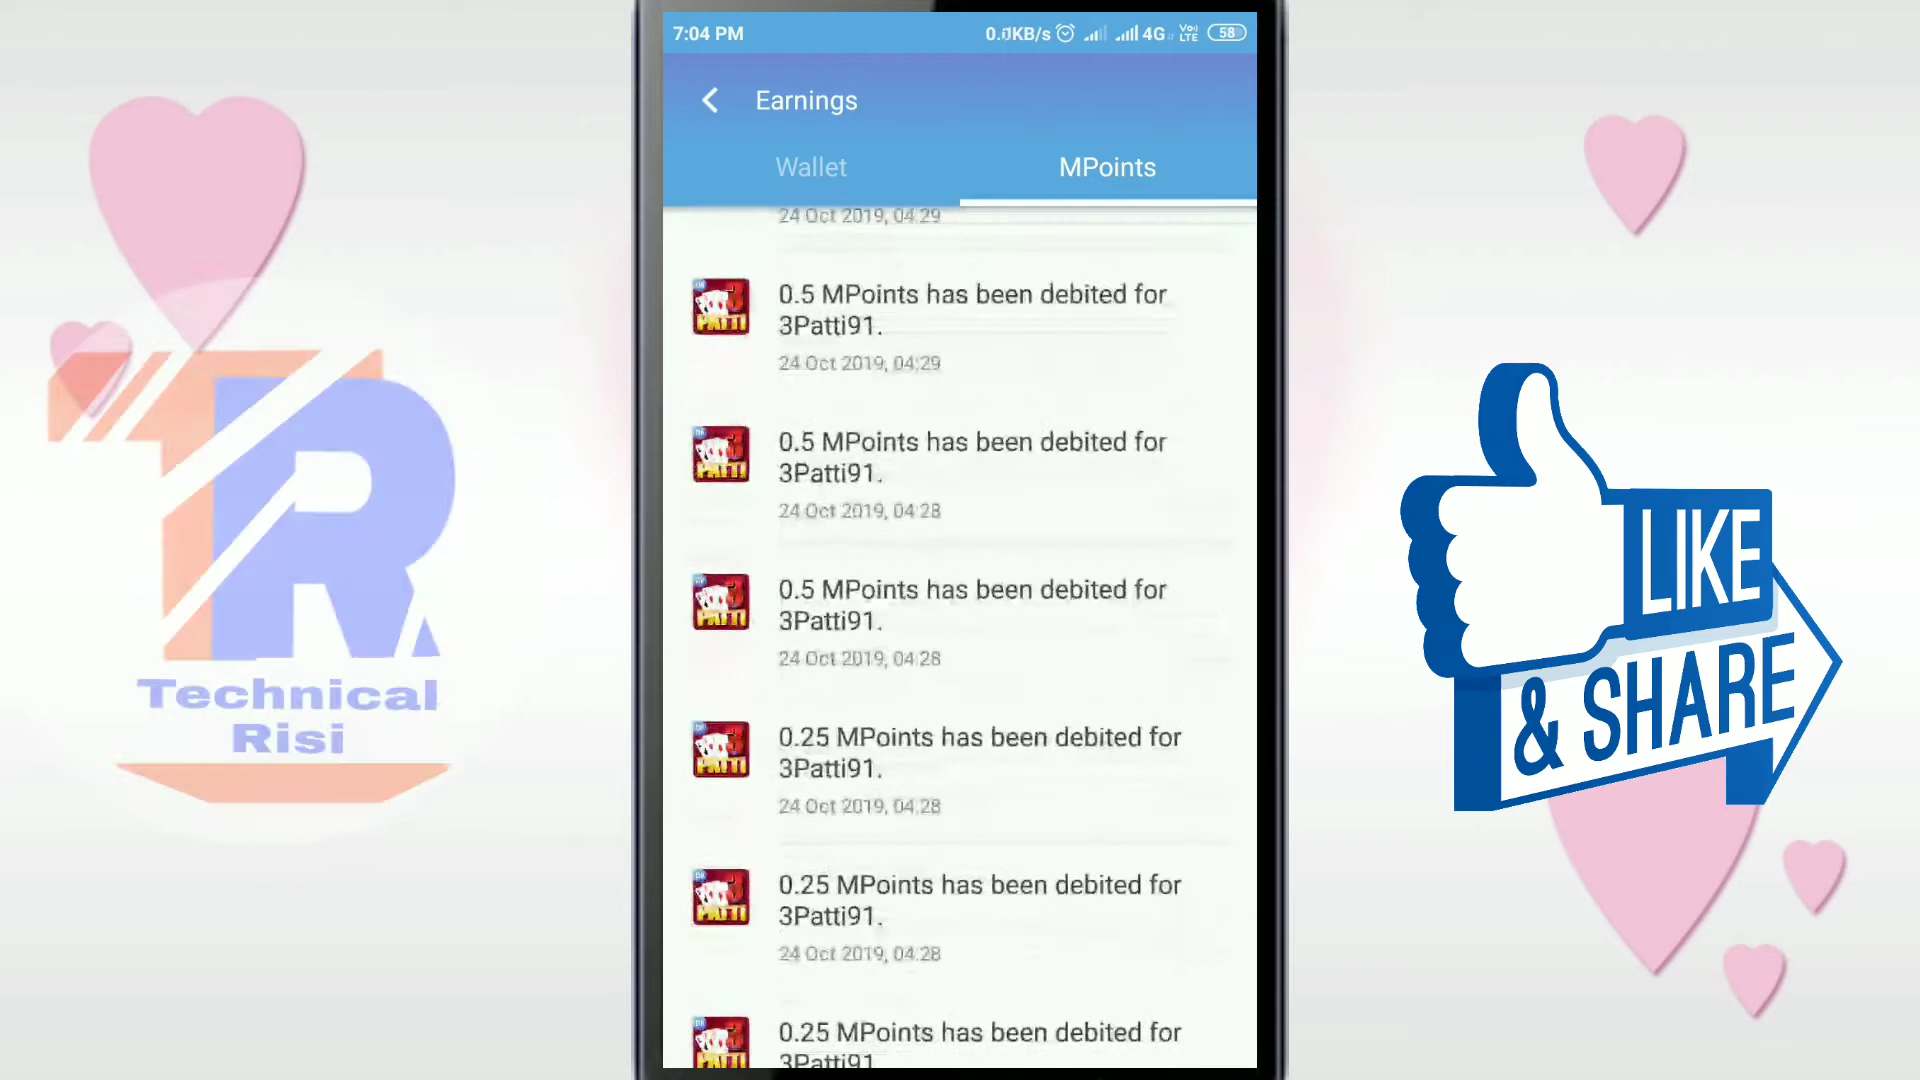 7:04 PM
4G
VoLTE
58
Earnings
Wallet
MPoints
24 Oct 2019, 04:29
0.5 MPoints has been debited for
3Patti91.
24 Oct 2019, 04:29
0.5 MPoints has been debited for
3Patti91.
24 Oct 2019, 04:28
0.5 MPoints has been debited for
3Patti91.
24 Oct 2019, 04:28
0.25 MPoints has been debited for
3Patti91.
24 Oct 2019, 04:28
0.25 MPoints has been debited for
3Patti91.
24 Oct 2019, 04:28
0.25 MPoints has been debited for
3Patti91
TR
Technical
Risi
LIKE
& SHARE